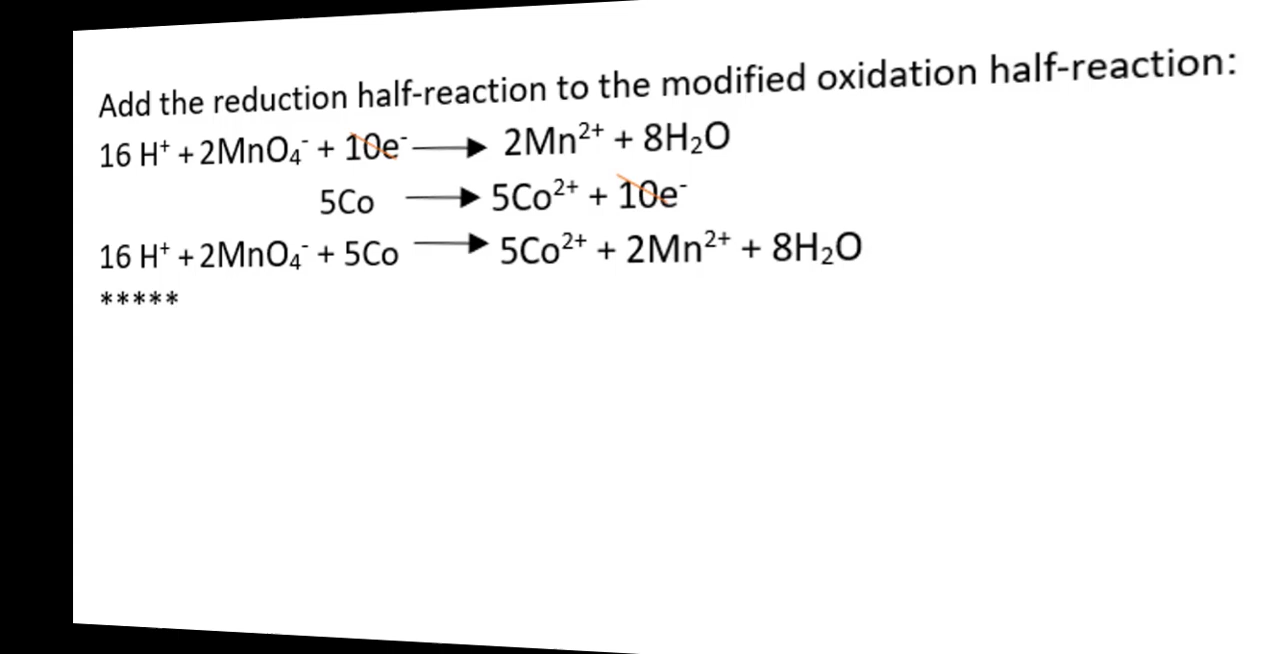 Add the reduction half-reaction to the modified oxidation half-reaction:
16 H⁺ + 2MnO₄⁻ + 10e⁻ ⟶ 2Mn²⁺ + 8H₂O
5Co ⟶ 5Co²⁺ + 10e⁻
16 H⁺ + 2MnO₄⁻ + 5Co ⟶ 5Co²⁺ + 2Mn²⁺ + 8H₂O
*****